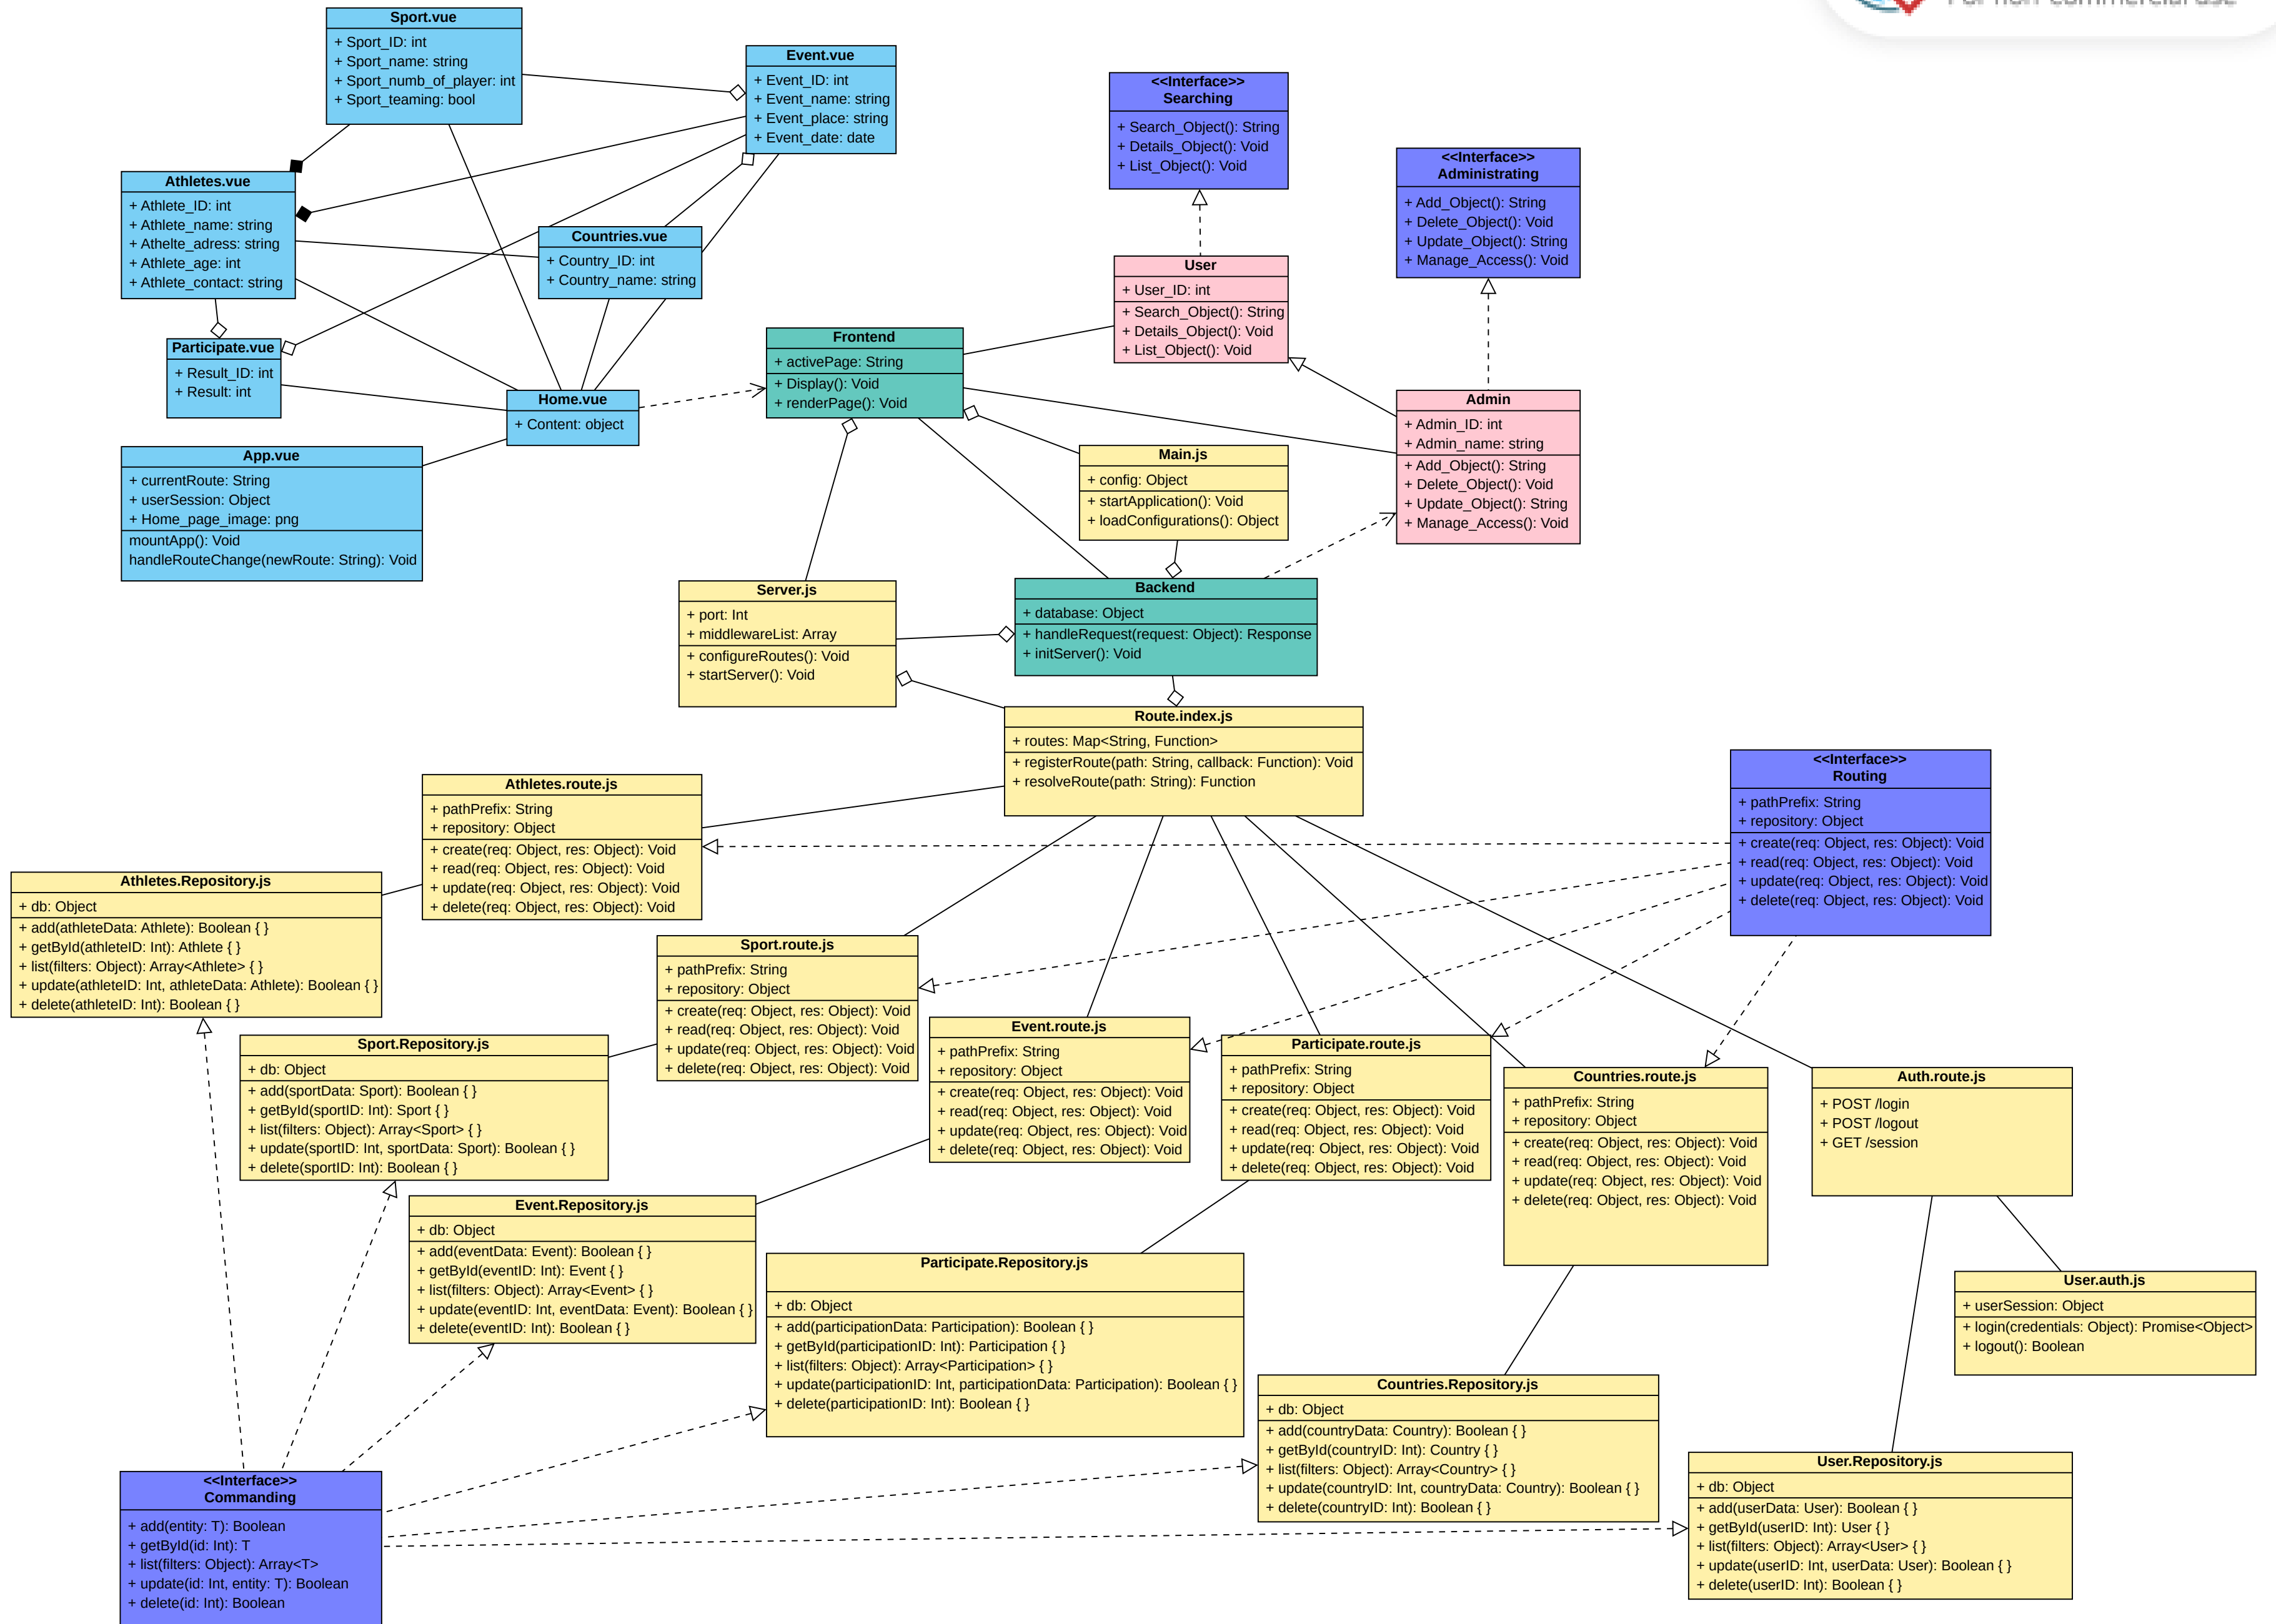 For non-commercial use
Sport.vue
+ Sport_ID: int
+ Sport_name: string
+ Sport_numb_of_player: int
+ Sport_teaming: bool
Event.vue
+ Event_ID: int
+ Event_name: string
+ Event_place: string
+ Event_date: date
<<Interface>>
Searching
+ Search_Object(): String
+ Details_Object(): Void
+ List_Object(): Void
<<Interface>>
Administrating
+ Add_Object(): String
+ Delete_Object(): Void
+ Update_Object(): String
+ Manage_Access(): Void
Athletes.vue
+ Athlete_ID: int
+ Athlete_name: string
+ Athelte_adress: string
+ Athlete_age: int
+ Athlete_contact: string
Countries.vue
+ Country_ID: int
+ Country_name: string
User
+ User_ID: int
+ Search_Object(): String
+ Details_Object(): Void
+ List_Object(): Void
Participate.vue
+ Result_ID: int
+ Result: int
Frontend
+ activePage: String
+ Display(): Void
+ renderPage(): Void
Home.vue
+ Content: object
Admin
+ Admin_ID: int
+ Admin_name: string
+ Add_Object(): String
+ Delete_Object(): Void
+ Update_Object(): String
+ Manage_Access(): Void
App.vue
+ currentRoute: String
+ userSession: Object
+ Home_page_image: png
mountApp(): Void
handleRouteChange(newRoute: String): Void
Main.js
+ config: Object
+ startApplication(): Void
+ loadConfigurations(): Object
Server.js
+ port: Int
+ middlewareList: Array
+ configureRoutes(): Void
+ startServer(): Void
Backend
+ database: Object
+ handleRequest(request: Object): Response
+ initServer(): Void
Route.index.js
+ routes: Map<String, Function>
+ registerRoute(path: String, callback: Function): Void
+ resolveRoute(path: String): Function
<<Interface>>
Routing
+ pathPrefix: String
+ repository: Object
+ create(req: Object, res: Object): Void
+ read(req: Object, res: Object): Void
+ update(req: Object, res: Object): Void
+ delete(req: Object, res: Object): Void
Athletes.route.js
+ pathPrefix: String
+ repository: Object
+ create(req: Object, res: Object): Void
+ read(req: Object, res: Object): Void
+ update(req: Object, res: Object): Void
+ delete(req: Object, res: Object): Void
Athletes.Repository.js
+ db: Object
+ add(athleteData: Athlete): Boolean { }
+ getById(athleteID: Int): Athlete { }
+ list(filters: Object): Array<Athlete> { }
+ update(athleteID: Int, athleteData: Athlete): Boolean { }
+ delete(athleteID: Int): Boolean { }
Sport.route.js
+ pathPrefix: String
+ repository: Object
+ create(req: Object, res: Object): Void
+ read(req: Object, res: Object): Void
+ update(req: Object, res: Object): Void
+ delete(req: Object, res: Object): Void
Sport.Repository.js
+ db: Object
+ add(sportData: Sport): Boolean { }
+ getById(sportID: Int): Sport { }
+ list(filters: Object): Array<Sport> { }
+ update(sportID: Int, sportData: Sport): Boolean { }
+ delete(sportID: Int): Boolean { }
Event.route.js
+ pathPrefix: String
+ repository: Object
+ create(req: Object, res: Object): Void
+ read(req: Object, res: Object): Void
+ update(req: Object, res: Object): Void
+ delete(req: Object, res: Object): Void
Participate.route.js
+ pathPrefix: String
+ repository: Object
+ create(req: Object, res: Object): Void
+ read(req: Object, res: Object): Void
+ update(req: Object, res: Object): Void
+ delete(req: Object, res: Object): Void
Countries.route.js
+ pathPrefix: String
+ repository: Object
+ create(req: Object, res: Object): Void
+ read(req: Object, res: Object): Void
+ update(req: Object, res: Object): Void
+ delete(req: Object, res: Object): Void
Auth.route.js
+ POST /login
+ POST /logout
+ GET /session
Event.Repository.js
+ db: Object
+ add(eventData: Event): Boolean { }
+ getById(eventID: Int): Event { }
+ list(filters: Object): Array<Event> { }
+ update(eventID: Int, eventData: Event): Boolean { }
+ delete(eventID: Int): Boolean { }
Participate.Repository.js
+ db: Object
+ add(participationData: Participation): Boolean { }
+ getById(participationID: Int): Participation { }
+ list(filters: Object): Array<Participation> { }
+ update(participationID: Int, participationData: Participation): Boolean { }
+ delete(participationID: Int): Boolean { }
User.auth.js
+ userSession: Object
+ login(credentials: Object): Promise<Object>
+ logout(): Boolean
Countries.Repository.js
+ db: Object
+ add(countryData: Country): Boolean { }
+ getById(countryID: Int): Country { }
+ list(filters: Object): Array<Country> { }
+ update(countryID: Int, countryData: Country): Boolean { }
+ delete(countryID: Int): Boolean { }
User.Repository.js
+ db: Object
+ add(userData: User): Boolean { }
+ getById(userID: Int): User { }
+ list(filters: Object): Array<User> { }
+ update(userID: Int, userData: User): Boolean { }
+ delete(userID: Int): Boolean { }
<<Interface>>
Commanding
+ add(entity: T): Boolean
+ getById(id: Int): T
+ list(filters: Object): Array<T>
+ update(id: Int, entity: T): Boolean
+ delete(id: Int): Boolean